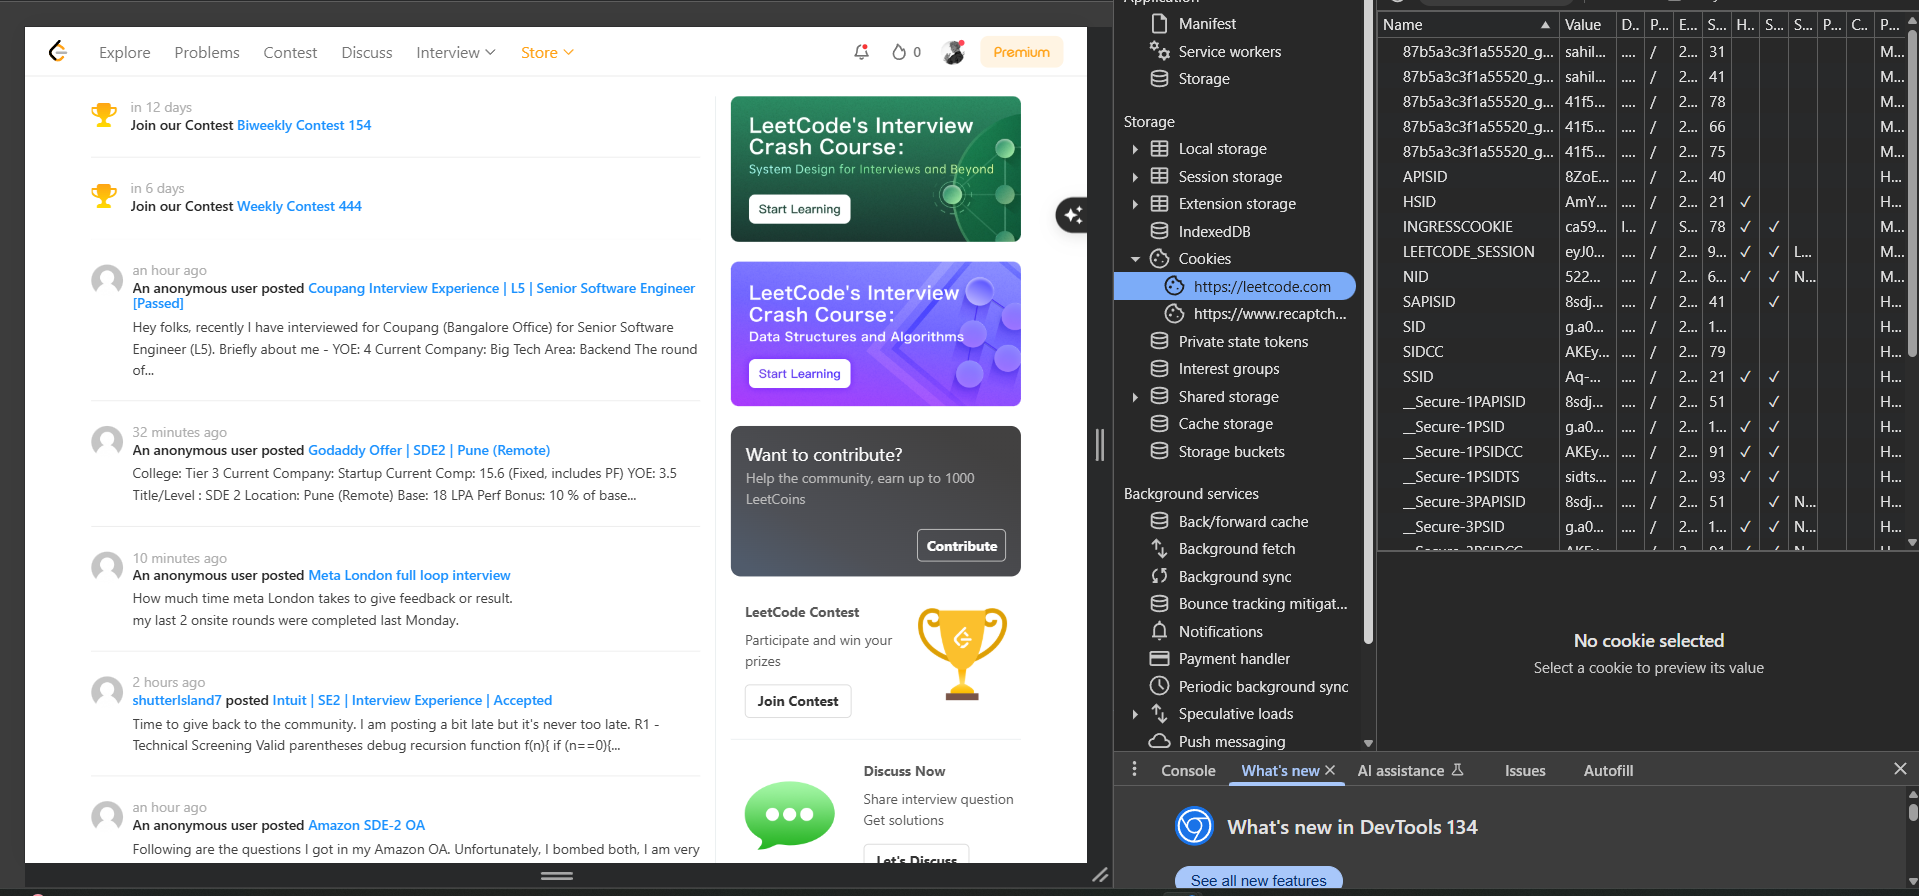 Explore Problems Contest Discuss Interview Store 0 Premium
in 12 days
Join our Contest Biweekly Contest 154
in 6 days
Join our Contest Weekly Contest 444
an hour ago
An anonymous user posted Coupang Interview Experience | L5 | Senior Software Engineer
[Passed]
Hey folks, recently I have interviewed for Coupang (Bangalore Office) for Senior Software
Engineer (L5). Briefly about me - YOE: 4 Current Company: Big Tech Area: Backend The round
of...
32 minutes ago
An anonymous user posted Godaddy Offer | SDE2 | Pune (Remote)
College: Tier 3 Current Company: Startup Current Comp: 15.6 (Fixed, includes PF) YOE: 3.5
Title/Level : SDE 2 Location: Pune (Remote) Base: 18 LPA Perf Bonus: 10 % of base...
10 minutes ago
An anonymous user posted Meta London full loop interview
How much time meta London takes to give feedback or result.
my last 2 onsite rounds were completed last Monday.
2 hours ago
shutterIsland7 posted Intuit | SE2 | Interview Experience | Accepted
Time to give back to the community. I am posting a bit late but it's never too late. R1 -
Technical Screening Valid parentheses debug recursion function f(n){ if (n==0){...
an hour ago
An anonymous user posted Amazon SDE-2 OA
Following are the questions I got in my Amazon OA. Unfortunately, I bombed both, I am very
LeetCode's Interview
Crash Course:
System Design for Interviews and Beyond
Start Learning
LeetCode's Interview
Crash Course:
Data Structures and Algorithms
Start Learning
Want to contribute?
Help the community, earn up to 1000
LeetCoins
Contribute
LeetCode Contest
Participate and win your
prizes
Join Contest
Discuss Now
Share interview question
Get solutions
Let's Discuss
Application
Manifest
Service workers
Storage
Storage
Local storage
Session storage
Extension storage
IndexedDB
Cookies
https://leetcode.com
https://www.recaptch...
Private state tokens
Interest groups
Shared storage
Cache storage
Storage buckets
Background services
Back/forward cache
Background fetch
Background sync
Bounce tracking mitigat...
Notifications
Payment handler
Periodic background sync
Speculative loads
Push messaging
Name Value D.. P... E... S... H.. S... S... P... C... P...
87b5a3c3f1a55520_g... sahil... .... / 2... 31 M...
87b5a3c3f1a55520_g... sahil... .... / 2... 41 M...
87b5a3c3f1a55520_g... 41f5... .... / 2... 78 M...
87b5a3c3f1a55520_g... 41f5... .... / 2... 66 M...
87b5a3c3f1a55520_g... 41f5... .... / 2... 75 M...
APISID 8ZoE... .... / 2... 40 H...
HSID AmY... .... / 2... 21 ✓ H...
INGRESSCOOKIE ca59... l... / S... 78 ✓ ✓ M...
LEETCODE_SESSION eyJ0... .... / 2... 9... ✓ ✓ L... M...
NID 522... .... / 2... 6... ✓ ✓ N... M...
SAPISID 8sdj... .... / 2... 41 ✓ H...
SID g.a0... .... / 2... 1... H...
SIDCC AKEy... .... / 2... 79 H...
SSID Aq-... .... / 2... 21 ✓ ✓ H...
__Secure-1PAPISID 8sdj... .... / 2... 51 ✓ H...
__Secure-1PSID g.a0... .... / 2... 1... ✓ ✓ H...
__Secure-1PSIDCC AKEy... .... / 2... 91 ✓ ✓ H...
__Secure-1PSIDTS sidts... .... / 2... 93 ✓ ✓ H...
__Secure-3PAPISID 8sdj... .... / 2... 51 ✓ N... H...
__Secure-3PSID g.a0... .... / 2... 1... ✓ ✓ N... H...
No cookie selected
Select a cookie to preview its value
Console What's new AI assistance Issues Autofill
What's new in DevTools 134
See all new features